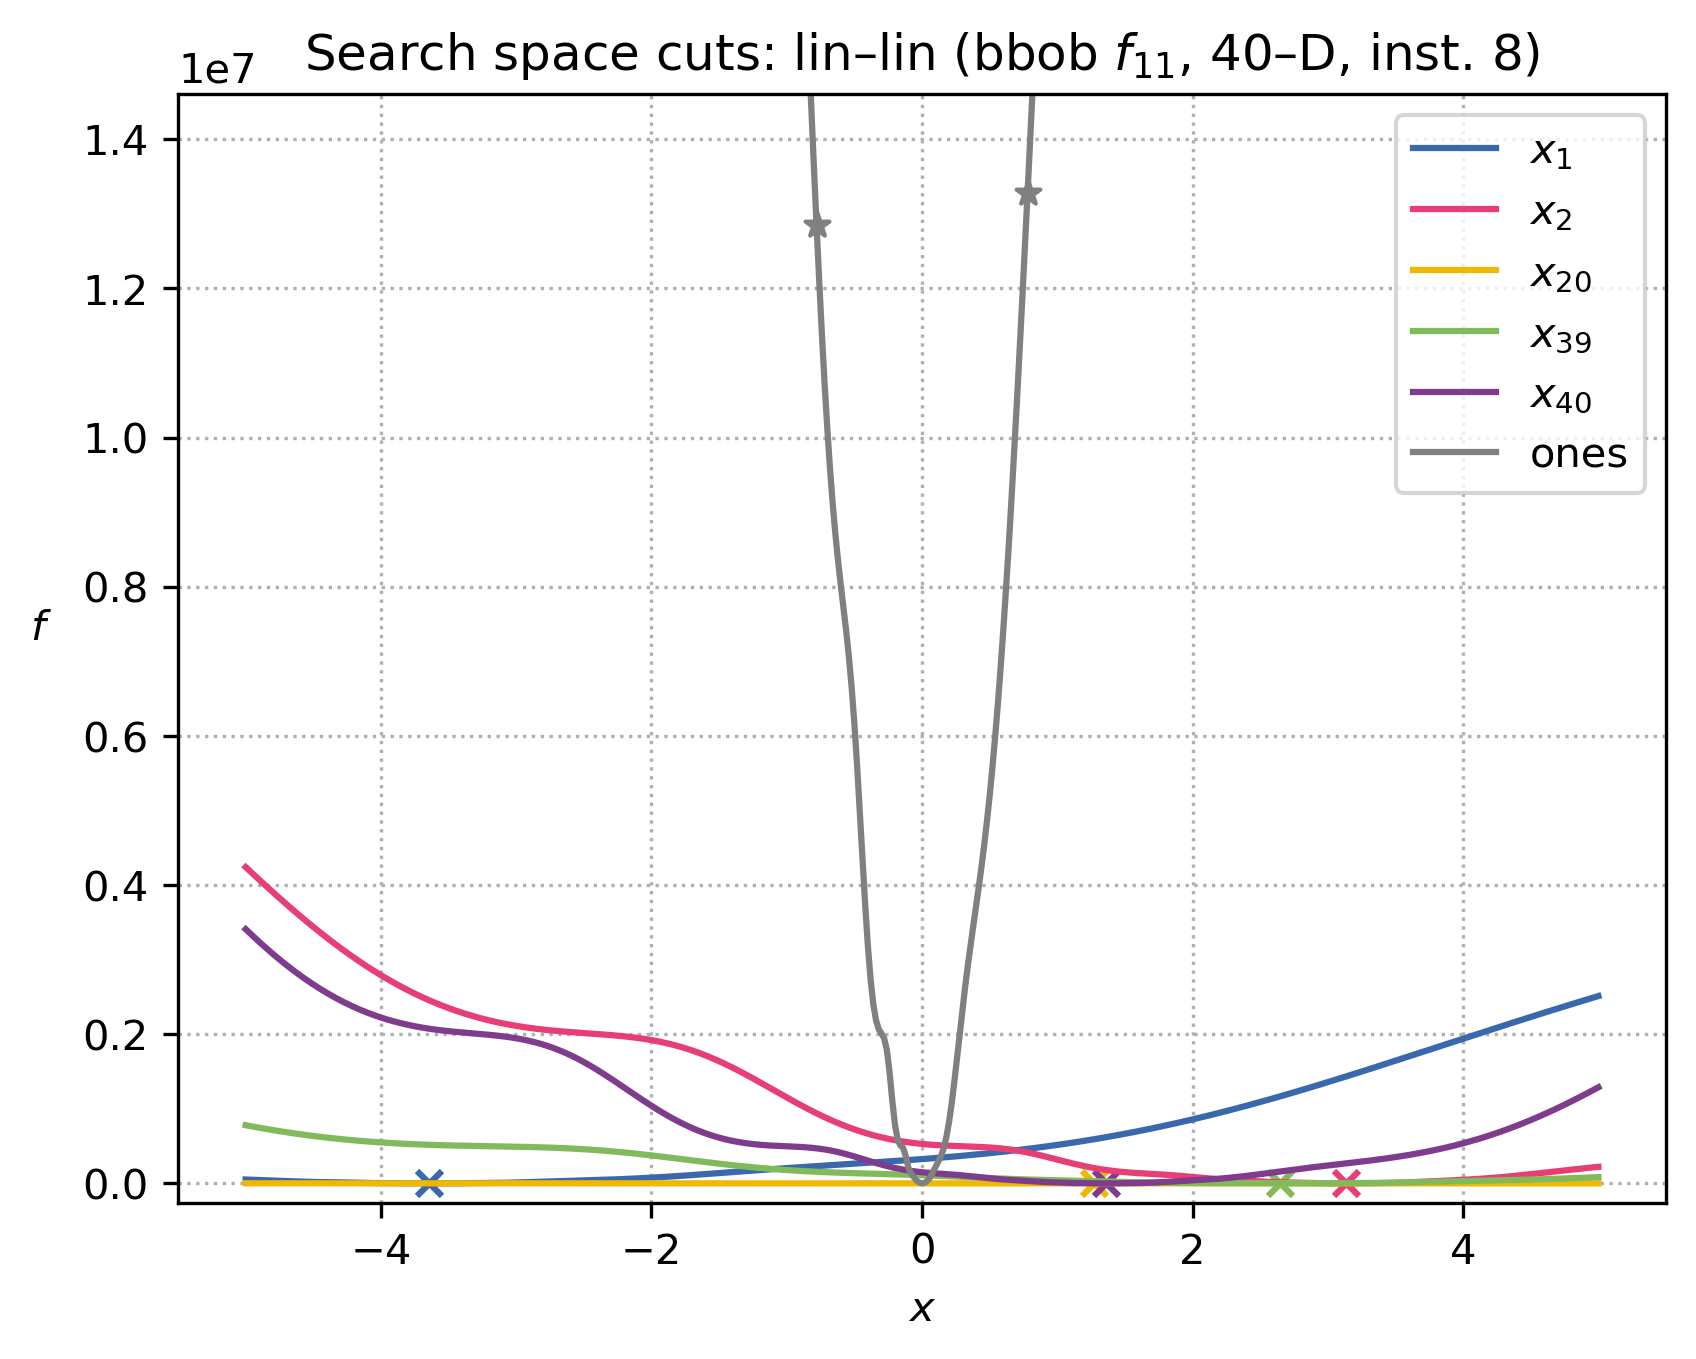 Search space cuts: lin–lin (bbob f₁₁, 40–D, inst. 8)
1e7
1.4
1.2
1.0
0.8
0.6
0.4
0.2
0.0
f
−4
−2
0
2
4
x
x₁
x₂
x₂₀
x₃₉
x₄₀
ones